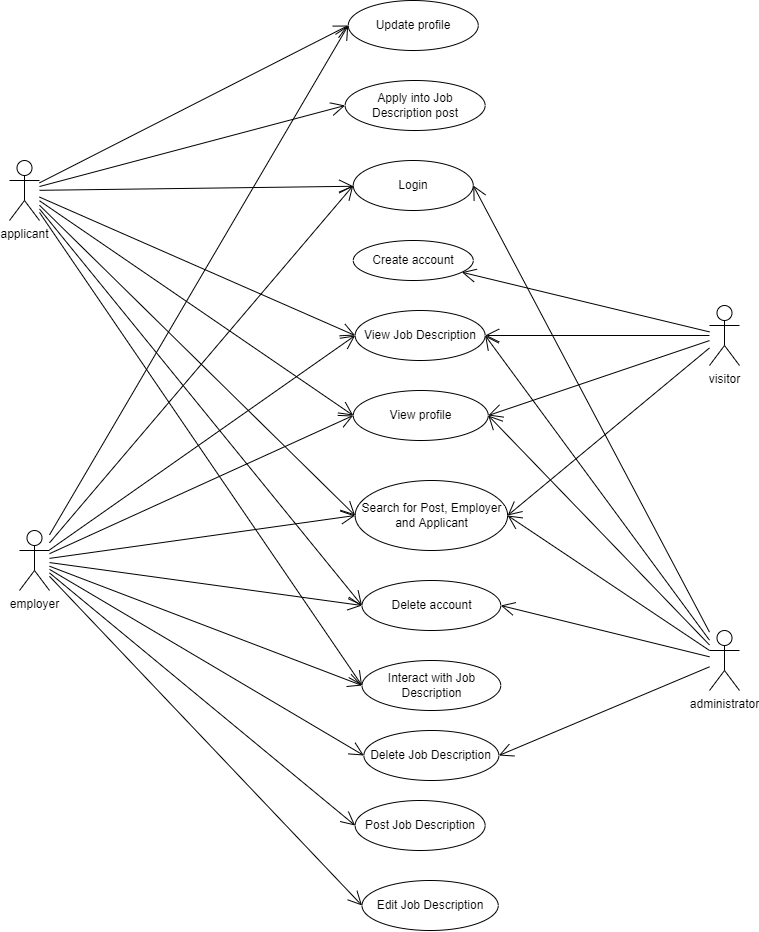 Update profile
Apply into Job
Description post
Login
applicant
Create account
View Job Description
visitor
View profile
Search for Post, Employer
and Applicant
employer
Delete account
Interact with Job
Description
administrator
Delete Job Description
Post Job Description
Edit Job Description